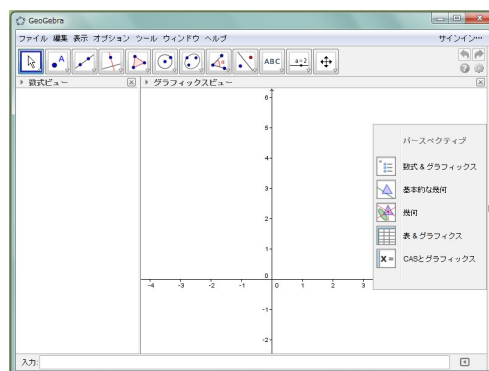 GeoGebra
ファイル 編集 表示 オプション ツール ウィンドウ ヘルプ サインイン…
A ABC a=2
数式ビュー グラフィックスビュー
6
5
4
3
2
1
0
-4 -3 -2 -1 0 1 2 3
-1
-2
パースペクティブ
数式 & グラフィックス
基本的な幾何
幾何
表 & グラフィクス
X= CASとグラフィックス
入力: